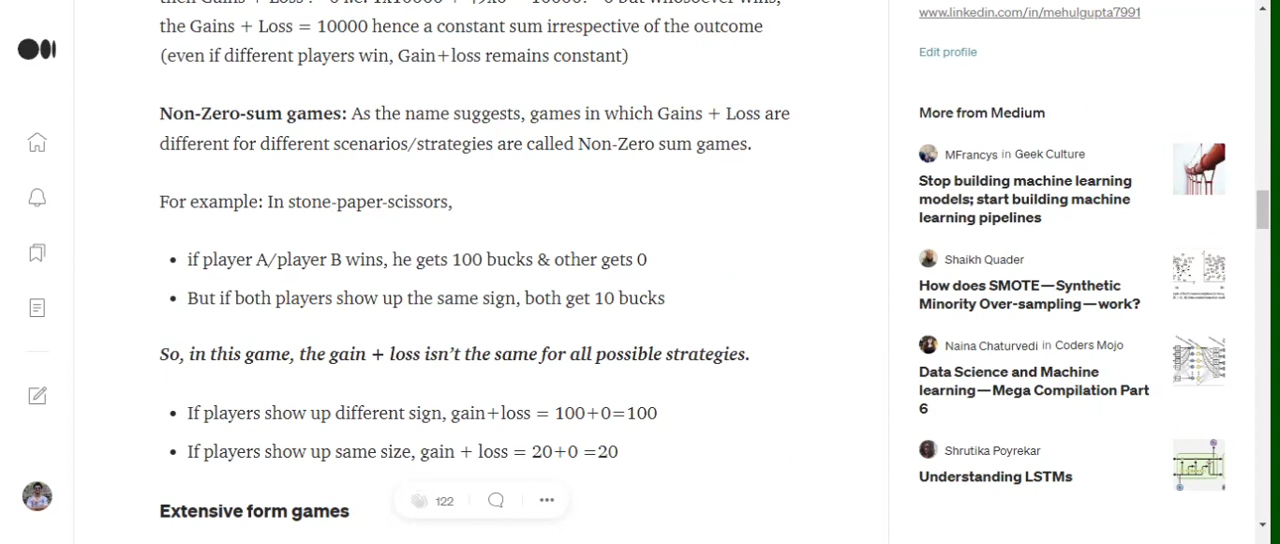 the Gains + Loss = 10000 hence a constant sum irrespective of the outcome
(even if different players win, Gain+loss remains constant)
Non-Zero-sum games: As the name suggests, games in which Gains + Loss are
different for different scenarios/strategies are called Non-Zero sum games.
For example: In stone-paper-scissors,
if player A/player B wins, he gets 100 bucks & other gets 0
But if both players show up the same sign, both get 10 bucks
So, in this game, the gain + loss isn't the same for all possible strategies.
If players show up different sign, gain+loss = 100+0=100
If players show up same size, gain + loss = 20+0 =20
122
Extensive form games
www.linkedin.com/in/mehulgupta7991
Edit profile
More from Medium
MFrancys in Geek Culture
Stop building machine learning
models; start building machine
learning pipelines
Shaikh Quader
How does SMOTE—Synthetic
Minority Over-sampling—work?
Naina Chaturvedi in Coders Mojo
Data Science and Machine
learning—Mega Compilation Part
6
Shrutika Poyrekar
Understanding LSTMs